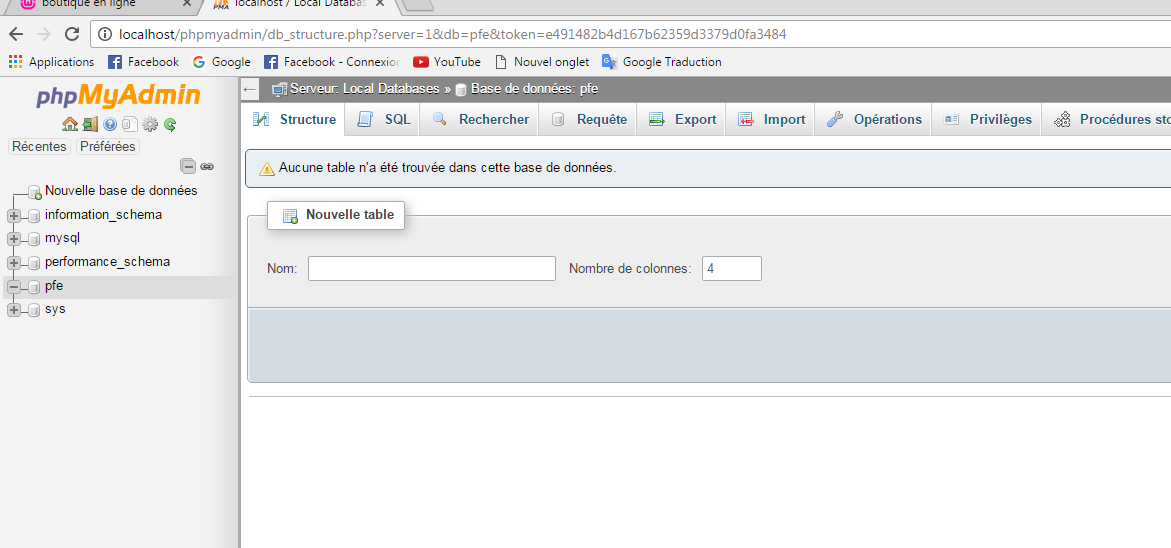 boutique en ligne
localhost / Local Databas
localhost/phpmyadmin/db_structure.php?server=1&db=pfe&token=e491482b4d167b62359d3379d0fa3484
Applications Facebook Google Facebook - Connexion YouTube Nouvel onglet Google Traduction
phpMyAdmin
Récentes Préférées
Nouvelle base de données
information_schema
mysql
performance_schema
pfe
sys
Serveur: Local Databases » Base de données: pfe
Structure SQL Rechercher Requête Export Import Opérations Privilèges Procédures sto
Aucune table n'a été trouvée dans cette base de données.
Nouvelle table
Nom: Nombre de colonnes: 4